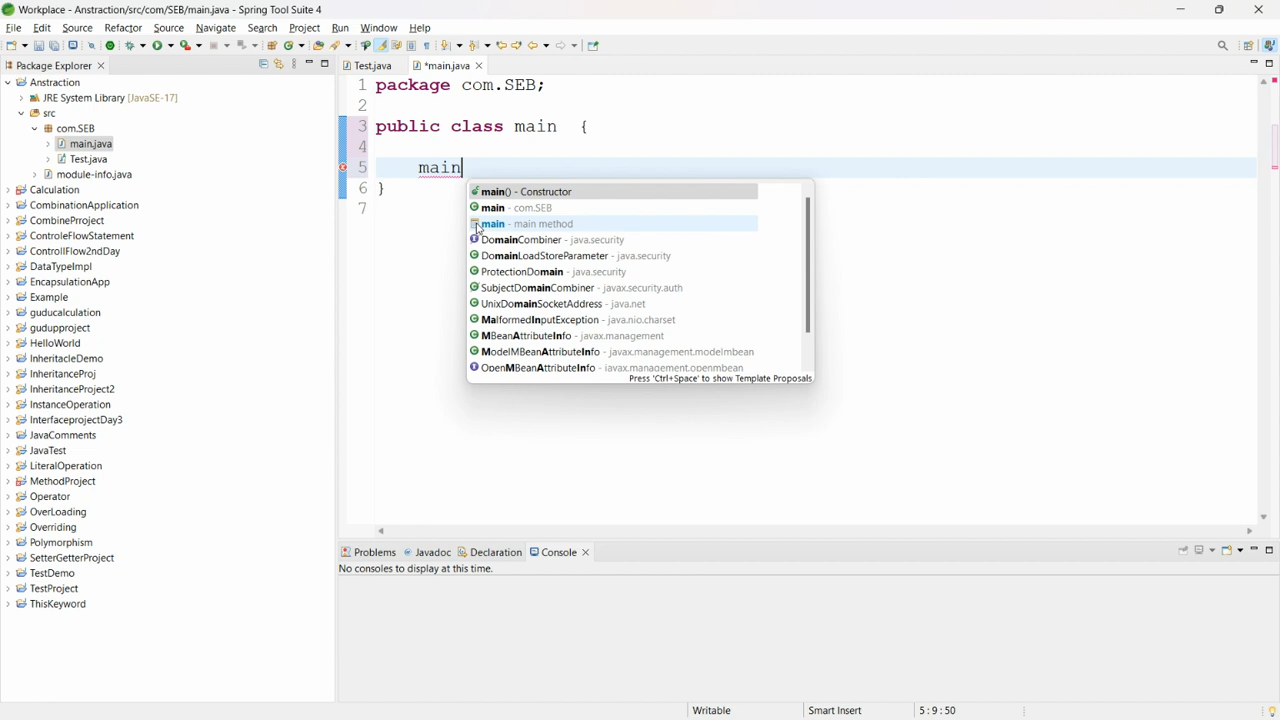 Workplace - Anstraction/src/com/SEB/main.java - Spring Tool Suite 4
File Edit Source Refactor Source Navigate Search Project Run Window Help
Package Explorer
Test.java
*main.java
Anstraction
JRE System Library [JavaSE-17]
src
com.SEB
main.java
Test.java
module-info.java
Calculation
CombinationApplication
CombineProject
ControleFlowStatement
ControllFlow2ndDay
DataTypeImpl
EncapsulationApp
Example
guducalculation
gudupproject
HelloWorld
InheritacleDemo
InheritanceProj
InheritanceProject2
InstanceOperation
InterfaceprojectDay3
JavaComments
JavaTest
LiteralOperation
MethodProject
Operator
OverLoading
Overriding
Polymorphism
SetterGetterProject
TestDemo
TestProject
ThisKeyword
1 package com.SEB;
2
3 public class main {
4
5 main
6 }
7
main() - Constructor
main - com.SEB
main - main method
DomainCombiner - java.security
DomainLoadStoreParameter - java.security
ProtectionDomain - java.security
SubjectDomainCombiner - javax.security.auth
UnixDomainSocketAddress - java.net
MalformedInputException - java.nio.charset
MBeanAttributeInfo - javax.management
ModelMBeanAttributeInfo - javax.management.modelmbean
OpenMBeanAttributeInfo - javax.management.openmbean
Press 'Ctrl+Space' to show Template Proposals
Problems Javadoc Declaration Console
No consoles to display at this time.
Writable Smart Insert 5 : 9 : 50